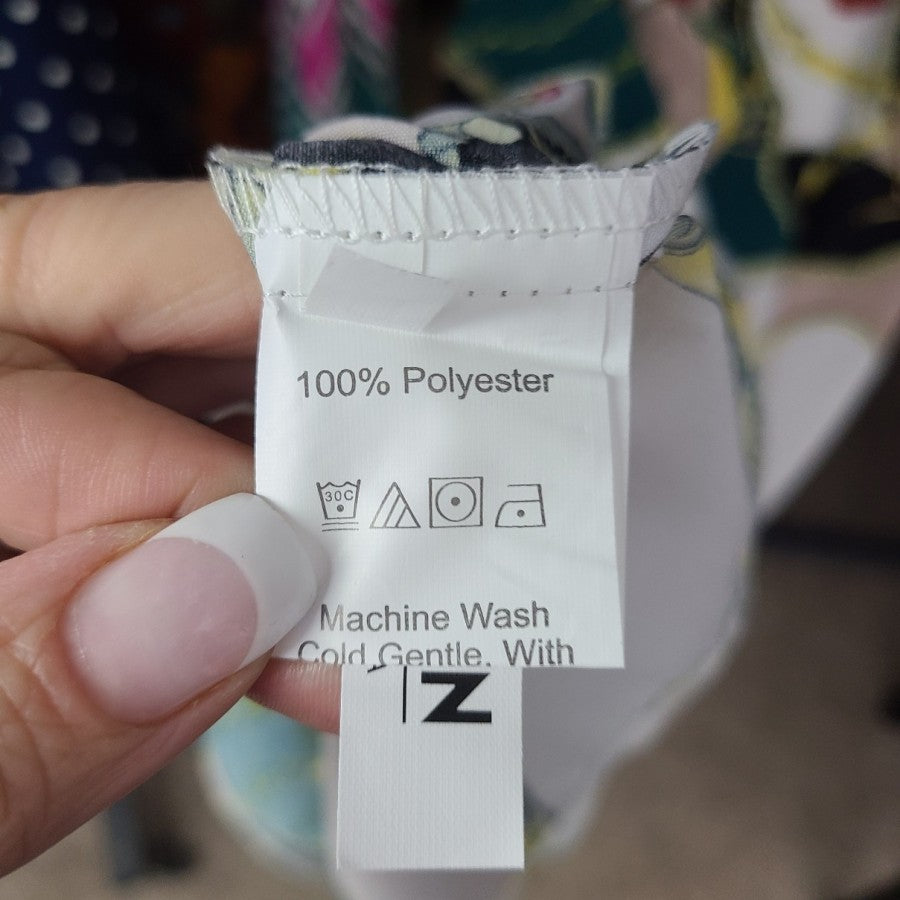 100% Polyester
30C
Machine Wash
Cold Gentle, With